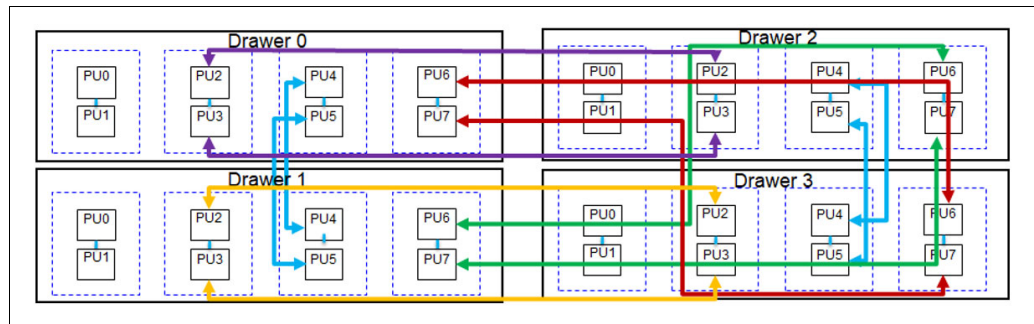 Drawer 0
PU0
PU2
PU4
PU6
PU1
PU3
PU5
PU7
Drawer 2
PU0
PU2
PU4
PU6
PU1
PU3
PU5
PU7
Drawer 1
PU0
PU2
PU4
PU6
PU1
PU3
PU5
PU7
Drawer 3
PU0
PU2
PU4
PU6
PU1
PU3
PU5
PU7